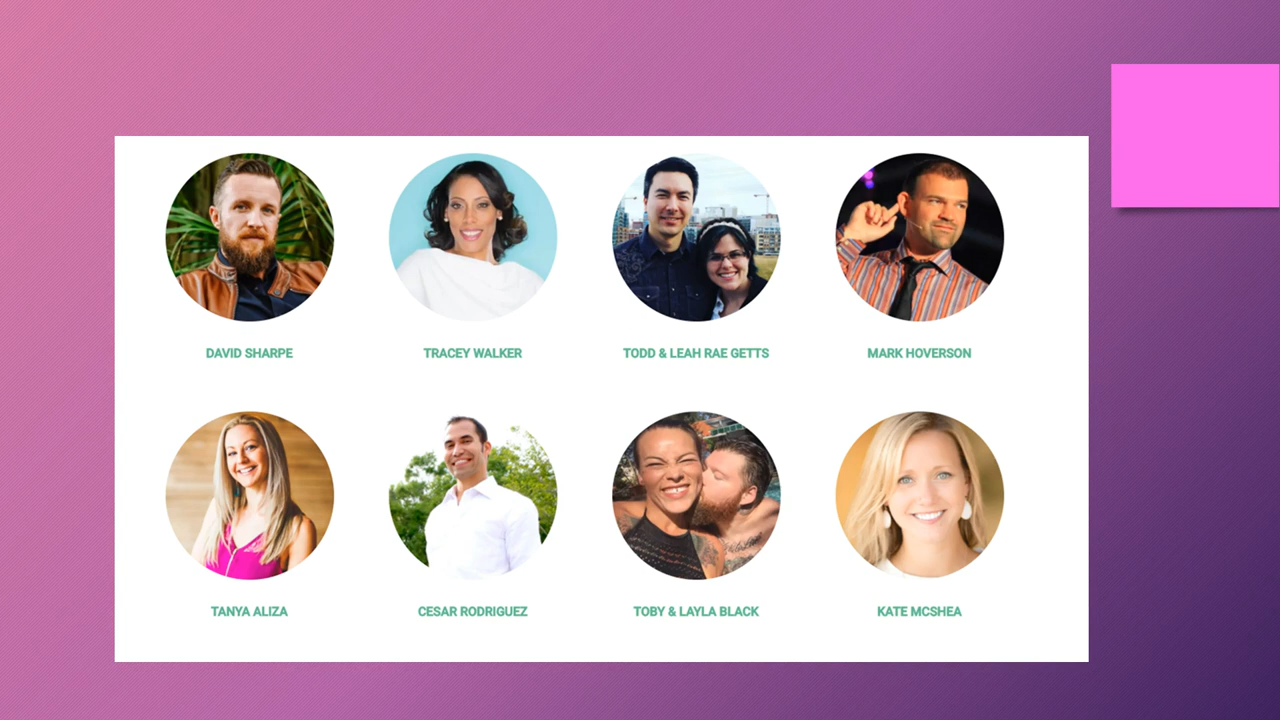 DAVID SHARPE
TRACEY WALKER
TODD & LEAH RAE GETTS
MARK HOVERSON
TANYA ALIZA
CESAR RODRIGUEZ
TOBY & LAYLA BLACK
KATE MCSHEA